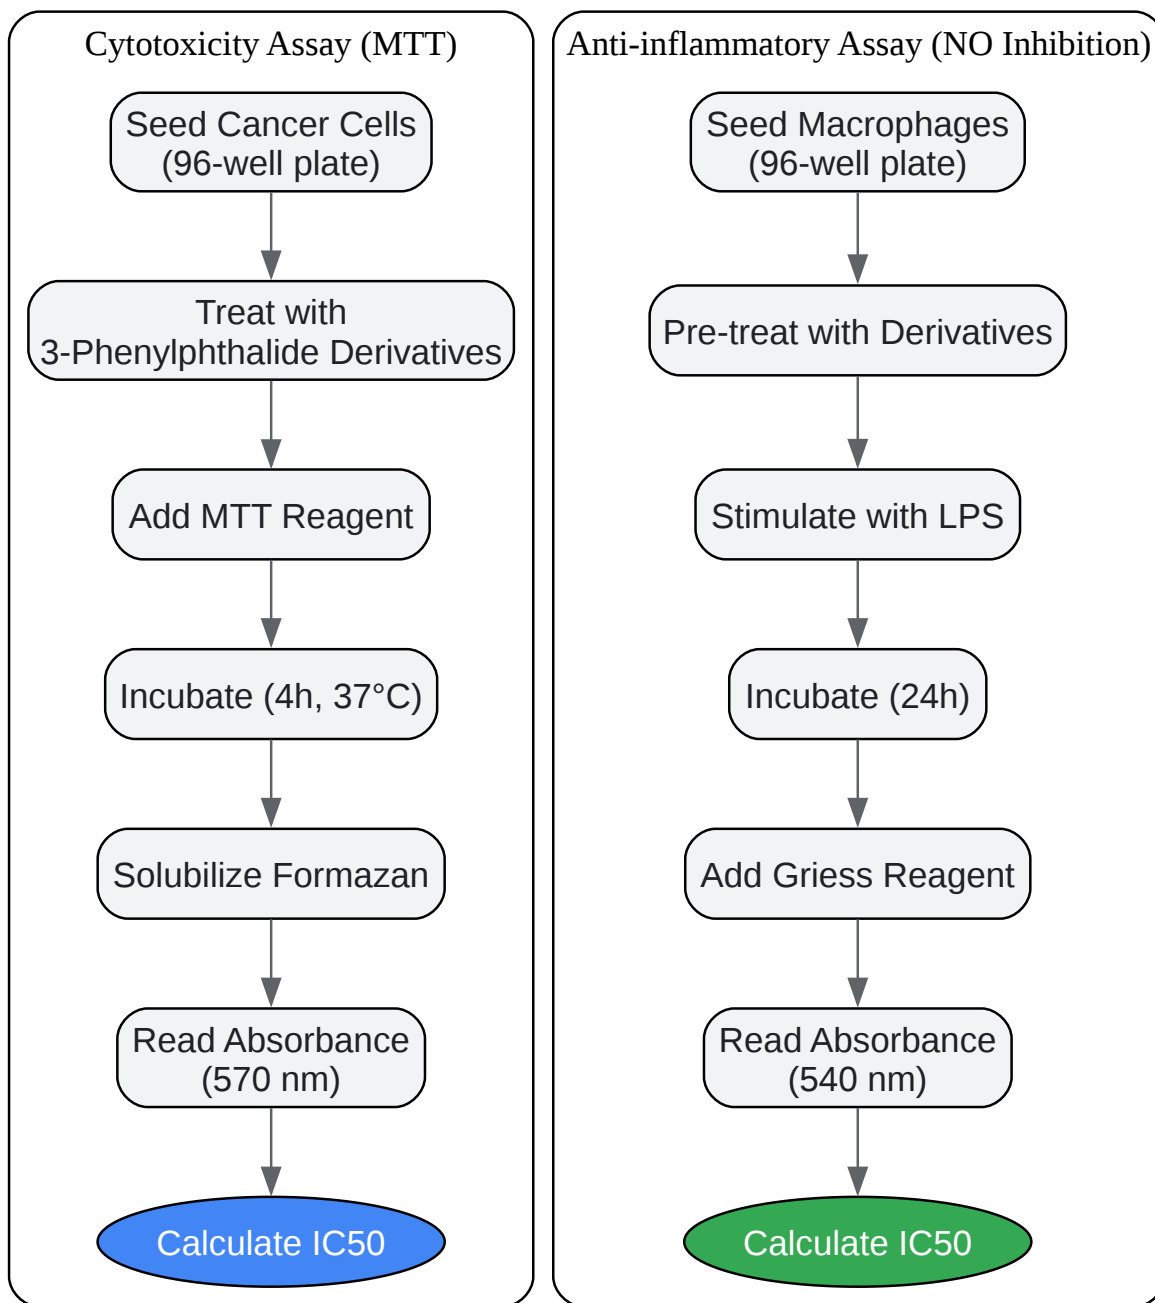 Cytotoxicity Assay (MTT)
Seed Cancer Cells
(96-well plate)
Treat with
3-Phenylphthalide Derivatives
Add MTT Reagent
Incubate (4h, 37°C)
Solubilize Formazan
Read Absorbance
(570 nm)
Calculate IC50
Anti-inflammatory Assay (NO Inhibition)
Seed Macrophages
(96-well plate)
Pre-treat with Derivatives
Stimulate with LPS
Incubate (24h)
Add Griess Reagent
Read Absorbance
(540 nm)
Calculate IC50